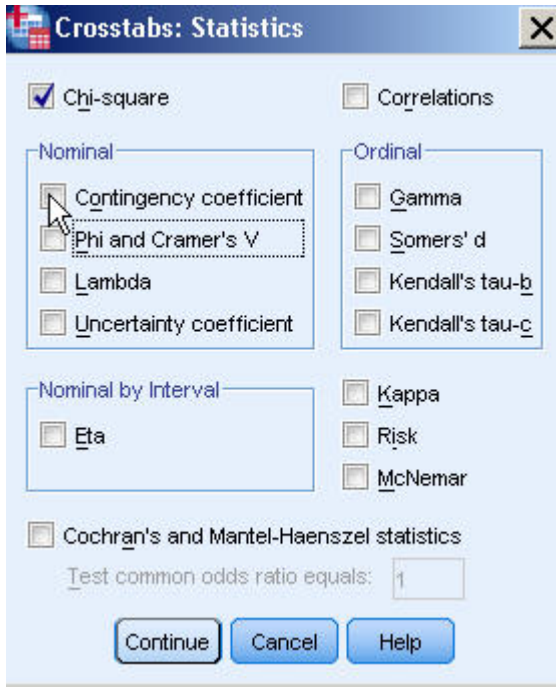 Crosstabs: Statistics
Chi-square
Correlations
Nominal
Contingency coefficient
Phi and Cramer's V
Lambda
Uncertainty coefficient
Ordinal
Gamma
Somers' d
Kendall's tau-b
Kendall's tau-c
Nominal by Interval
Eta
Kappa
Risk
McNemar
Cochran's and Mantel-Haenszel statistics
Test common odds ratio equals: 1
Continue Cancel Help